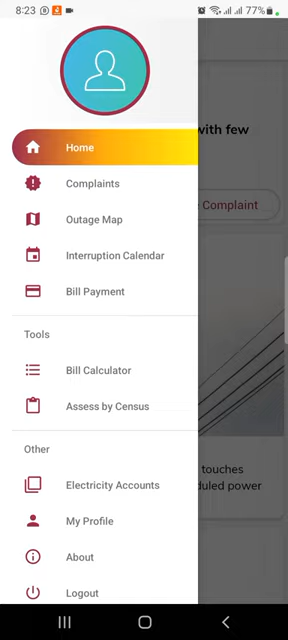 8:23
77%
with few
Home
Complaints
Complaint
Outage Map
Interruption Calendar
Bill Payment
Tools
Bill Calculator
Assess by Census
Other
touches
duled power
Electricity Accounts
My Profile
About
Logout